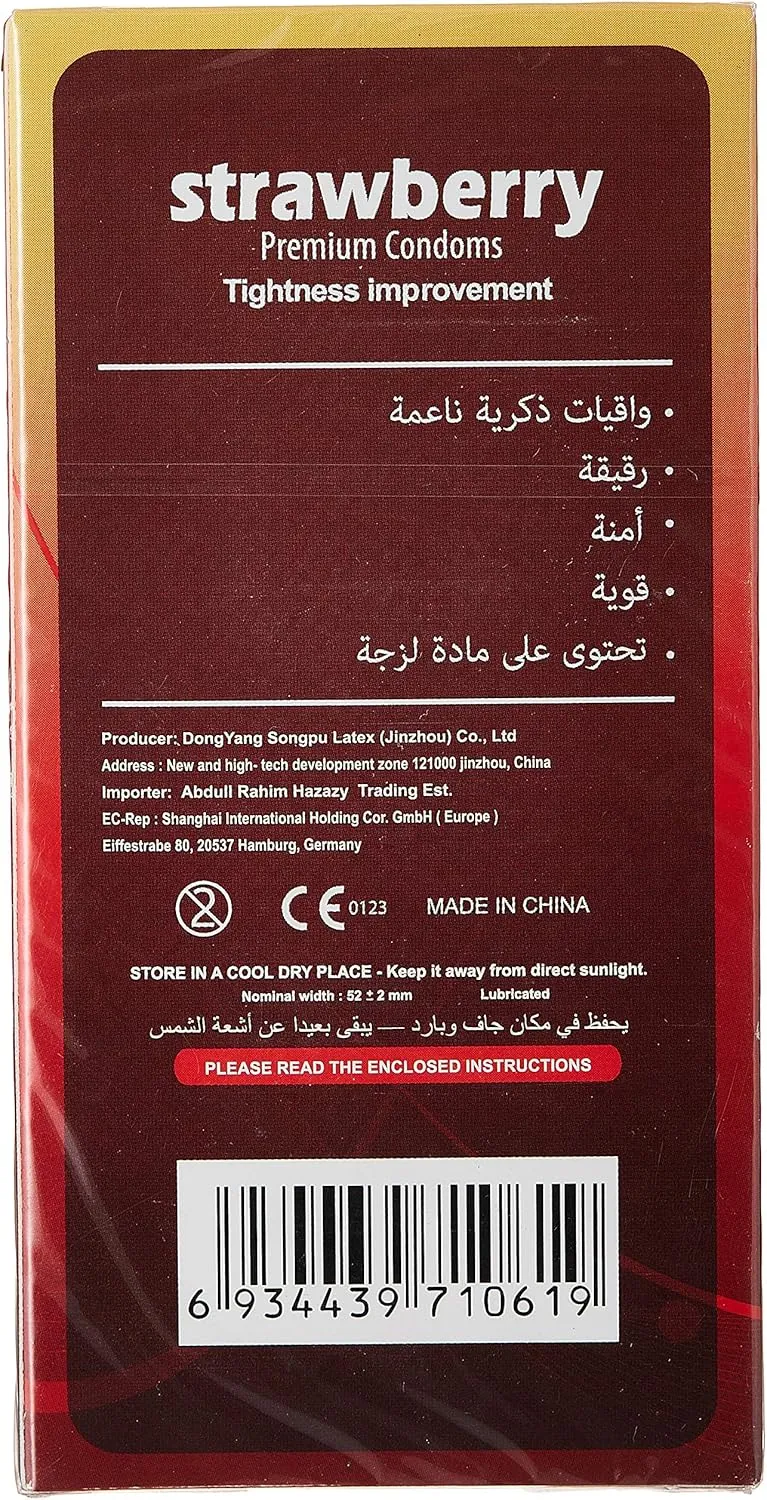 strawberry
Premium Condoms
Tightness improvement
• واقيات ذكرية ناعمة
• رقيقة
• أمنة
• قوية
• تحتوى على مادة لزجة
Producer: DongYang Songpu Latex (Jinzhou) Co., Ltd
Address : New and high- tech development zone 121000 jinzhou, China
Importer: Abdull Rahim Hazazy Trading Est.
EC-Rep : Shanghai International Holding Cor. GmbH ( Europe )
Eiffestrabe 80, 20537 Hamburg, Germany
2 CE 0123 MADE IN CHINA
STORE IN A COOL DRY PLACE - Keep it away from direct sunlight.
Nominal width : 52 ± 2 mm Lubricated
يحفظ في مكان جاف وبارد — يبقى بعيدا عن أشعة الشمس
PLEASE READ THE ENCLOSED INSTRUCTIONS
6 934439 710619